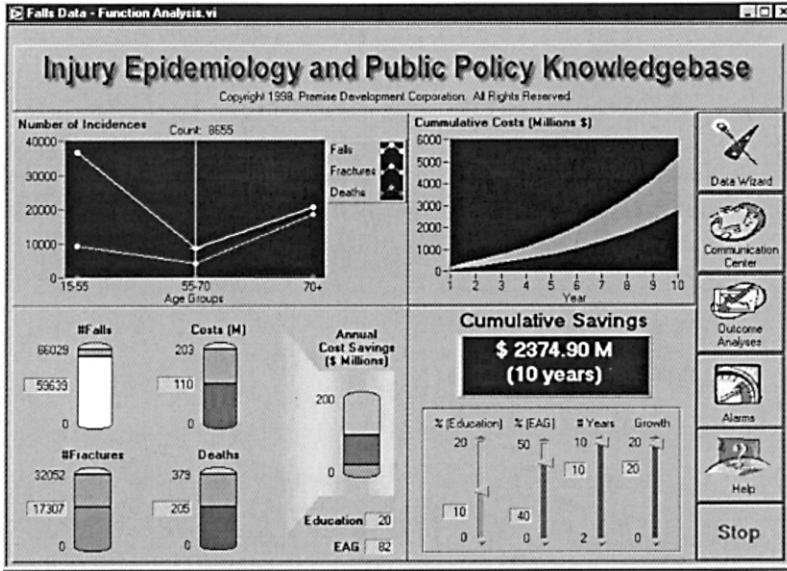 Falls Data - Function Analysis.vi
Injury Epidemiology and Public Policy Knowledgebase
Copyright 1998, Premise Development Corporation. All Rights Reserved.
Number of Incidences
Count: 8655
40000
30000
20000
10000
0
15-55
55-70
70+
Age Groups
Falls
Fractures
Deaths
Cummulative Costs (Millions $)
6000
5000
4000
3000
2000
1000
0
1 2 3 4 5 6 7 8 9 10
Year
Data Wizard
Communication
Center
Outcome
Analyses
Alarms
Help
Stop
#Falls
66029
59639
0
Costs (M)
203
110
0
#Fractures
32052
17307
0
Deaths
379
205
0
Annual
Cost Savings
($ Millions)
200
0
Education 20
EAG 82
Cumulative Savings
$ 2374.90 M
(10 years)
% (Education)
20
10
0
% (EAG)
50
40
0
# Years
10
10
2
Growth
20
20
0